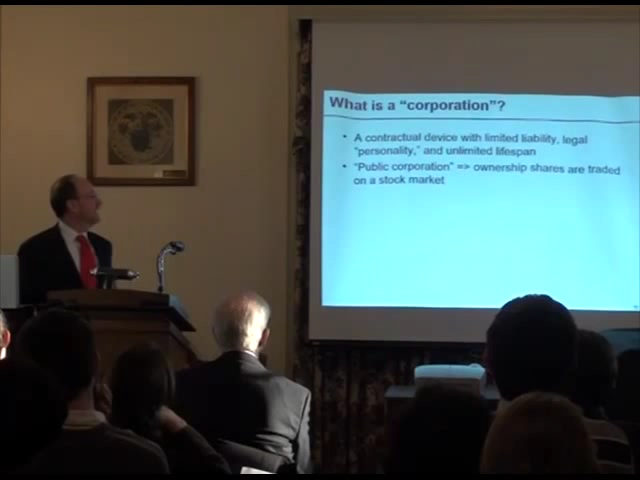 What is a “corporation”?
• A contractual device with limited liability, legal
“personality,” and unlimited lifespan
• “Public corporation” => ownership shares are traded
on a stock market